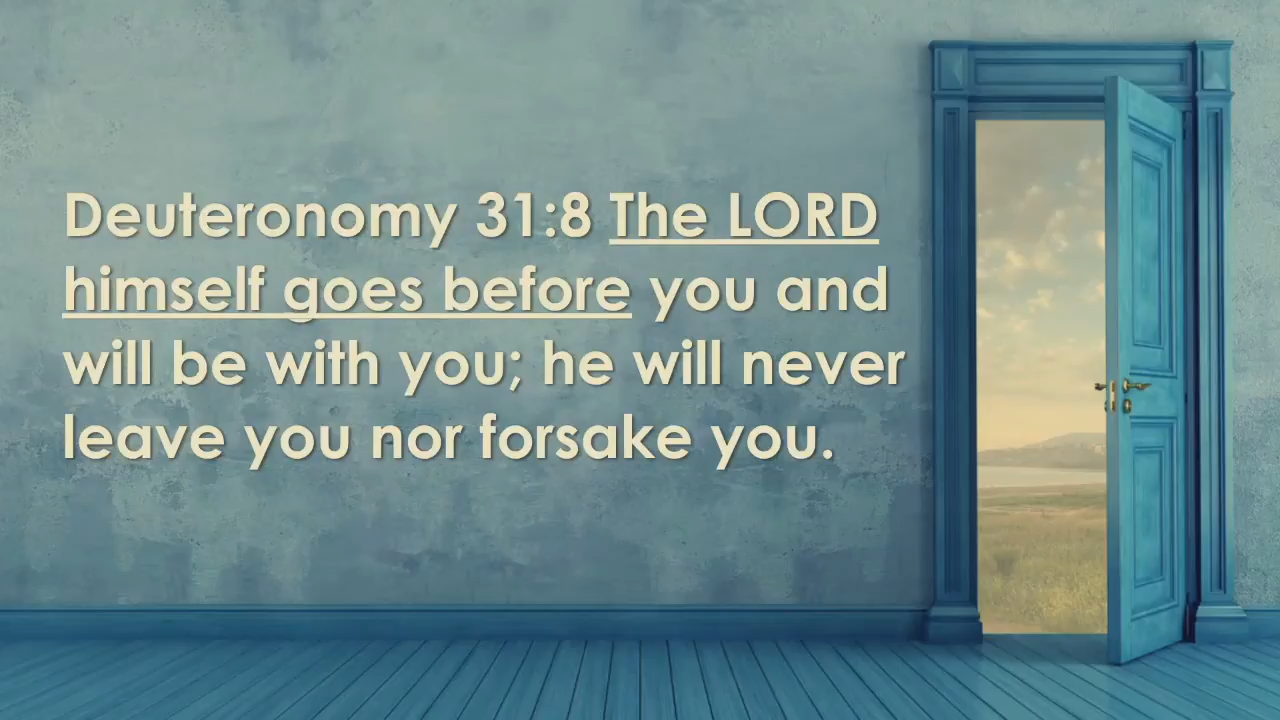 Deuteronomy 31:8 The LORD
himself goes before you and
will be with you; he will never
leave you nor forsake you.